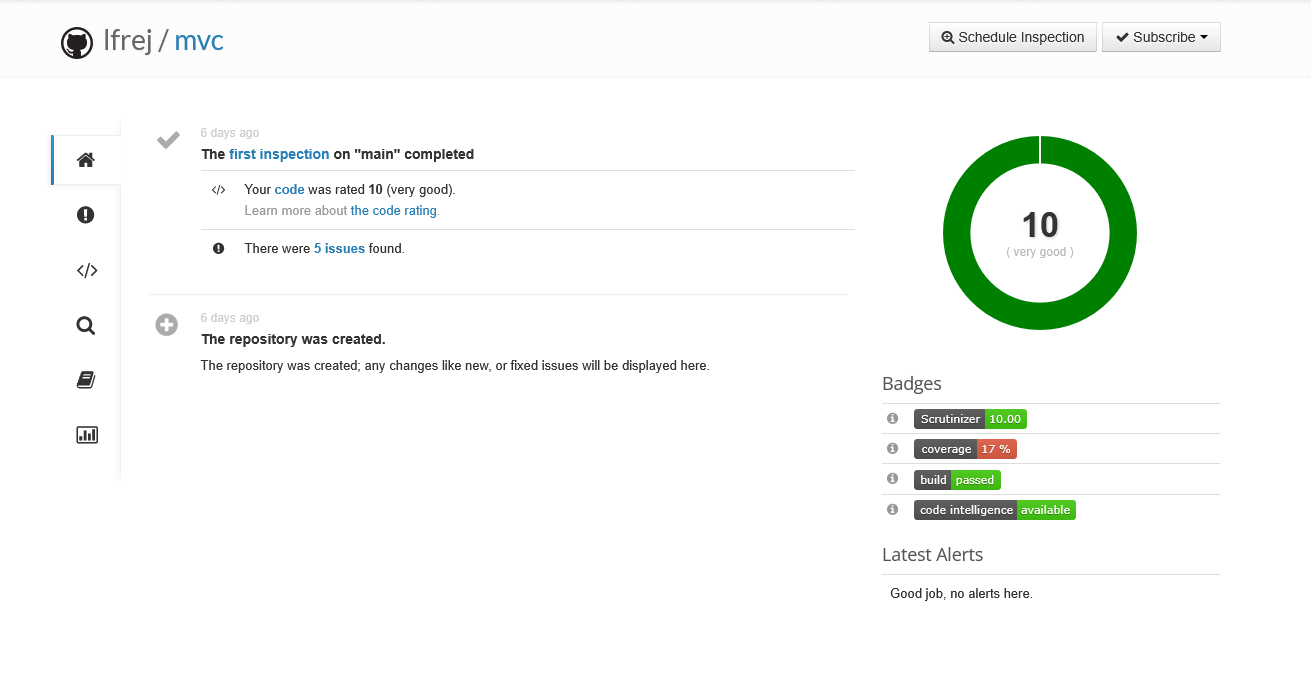 lfrej / mvc
Schedule Inspection
Subscribe
6 days ago
The first inspection on "main" completed
Your code was rated 10 (very good).
Learn more about the code rating.
There were 5 issues found.
6 days ago
The repository was created.
The repository was created; any changes like new, or fixed issues will be displayed here.
10
( very good )
Badges
Scrutinizer 10.00
coverage 17 %
build passed
code intelligence available
Latest Alerts
Good job, no alerts here.